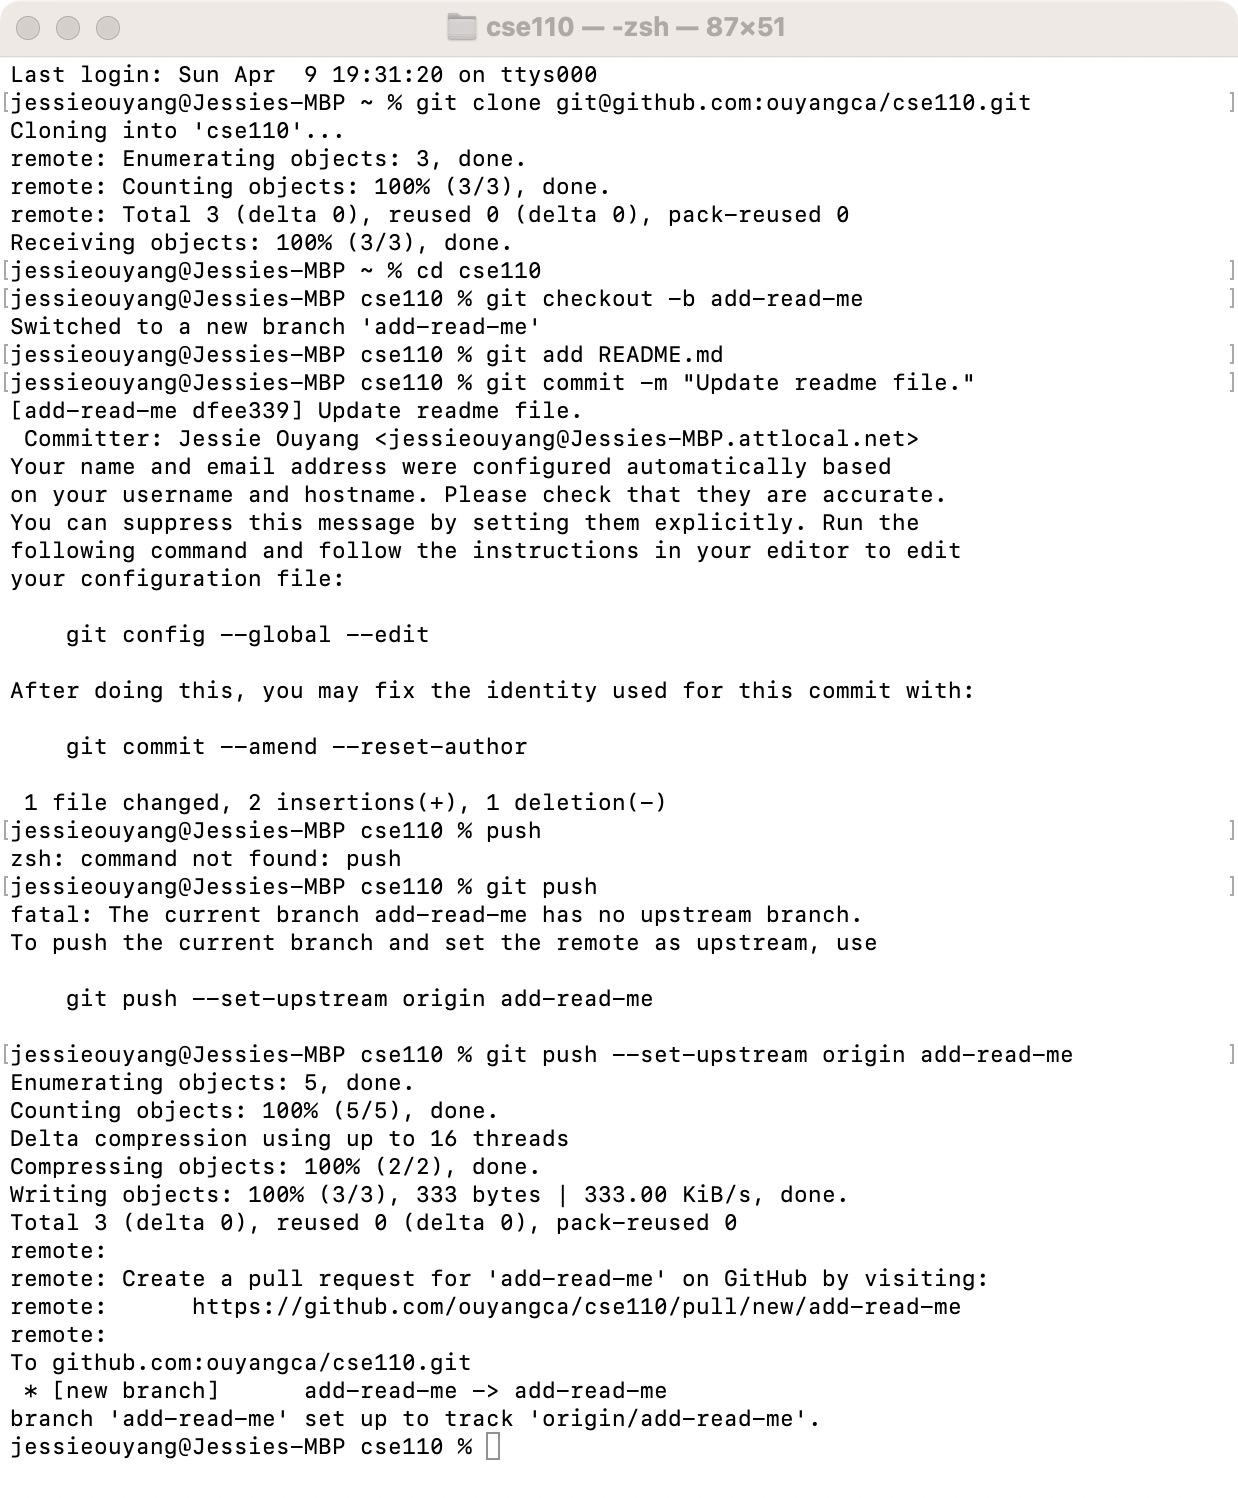 cse110 — -zsh — 87×51
Last login: Sun Apr  9 19:31:20 on ttys000
[jessieouyang@Jessies-MBP ~ % git clone git@github.com:ouyangca/cse110.git ]
Cloning into 'cse110'...
remote: Enumerating objects: 3, done.
remote: Counting objects: 100% (3/3), done.
remote: Total 3 (delta 0), reused 0 (delta 0), pack-reused 0
Receiving objects: 100% (3/3), done.
[jessieouyang@Jessies-MBP ~ % cd cse110 ]
[jessieouyang@Jessies-MBP cse110 % git checkout -b add-read-me ]
Switched to a new branch 'add-read-me'
[jessieouyang@Jessies-MBP cse110 % git add README.md ]
[jessieouyang@Jessies-MBP cse110 % git commit -m "Update readme file." ]
[add-read-me dfee339] Update readme file.
 Committer: Jessie Ouyang <jessieouyang@Jessies-MBP.attlocal.net>
Your name and email address were configured automatically based
on your username and hostname. Please check that they are accurate.
You can suppress this message by setting them explicitly. Run the
following command and follow the instructions in your editor to edit
your configuration file:
    git config --global --edit
After doing this, you may fix the identity used for this commit with:
    git commit --amend --reset-author
 1 file changed, 2 insertions(+), 1 deletion(-)
[jessieouyang@Jessies-MBP cse110 % push ]
zsh: command not found: push
[jessieouyang@Jessies-MBP cse110 % git push ]
fatal: The current branch add-read-me has no upstream branch.
To push the current branch and set the remote as upstream, use
    git push --set-upstream origin add-read-me
[jessieouyang@Jessies-MBP cse110 % git push --set-upstream origin add-read-me ]
Enumerating objects: 5, done.
Counting objects: 100% (5/5), done.
Delta compression using up to 16 threads
Compressing objects: 100% (2/2), done.
Writing objects: 100% (3/3), 333 bytes | 333.00 KiB/s, done.
Total 3 (delta 0), reused 0 (delta 0), pack-reused 0
remote:
remote: Create a pull request for 'add-read-me' on GitHub by visiting:
remote:      https://github.com/ouyangca/cse110/pull/new/add-read-me
remote:
To github.com:ouyangca/cse110.git
 * [new branch]      add-read-me -> add-read-me
branch 'add-read-me' set up to track 'origin/add-read-me'.
jessieouyang@Jessies-MBP cse110 %